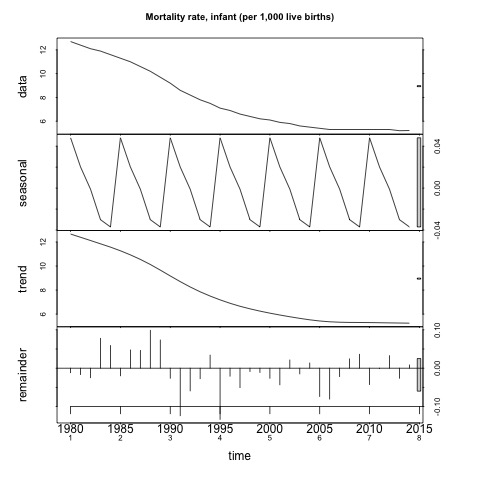 Mortality rate, infant (per 1,000 live births)
data
6 8 10 12
seasonal
-0.04 0.00 0.04
trend
6 8 10 12
remainder
-0.10 0.00 0.10
1980 1985 1990 1995 2000 2005 2010 2015
1 2 3 4 5 6 7 8
time